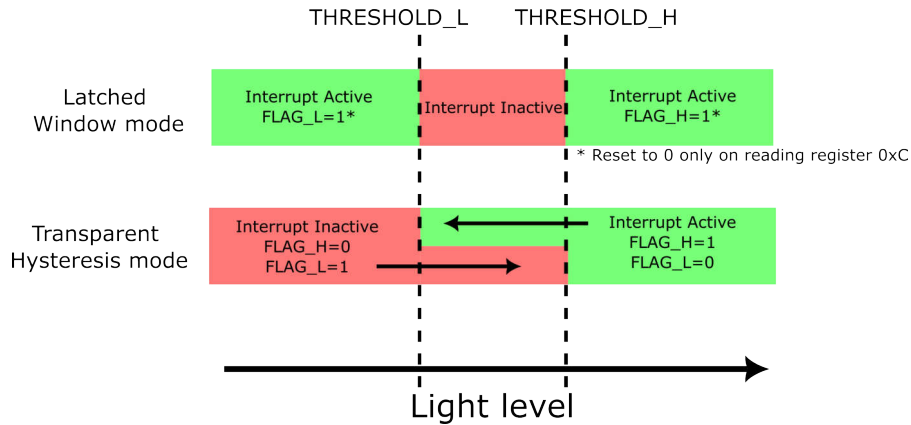 THRESHOLD_L
THRESHOLD_H
Latched
Window mode
Interrupt Active
FLAG_L=1*
Interrupt Inactive
Interrupt Active
FLAG_H=1*
* Reset to 0 only on reading register 0xC
Transparent
Hysteresis mode
Interrupt Inactive
FLAG_H=0
FLAG_L=1
Interrupt Active
FLAG_H=1
FLAG_L=0
Light level